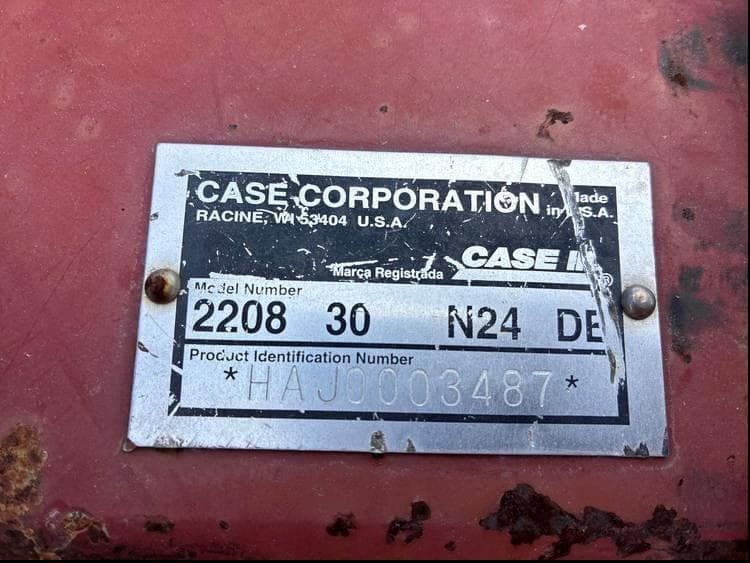 CASE CORPORATION
Made
in U.S.A.
RACINE, WI 53404 U.S.A.
CASE
Marca Registrada
®
Model Number
2208 30 N24 DE
Product Identification Number
*HAJ0003487*